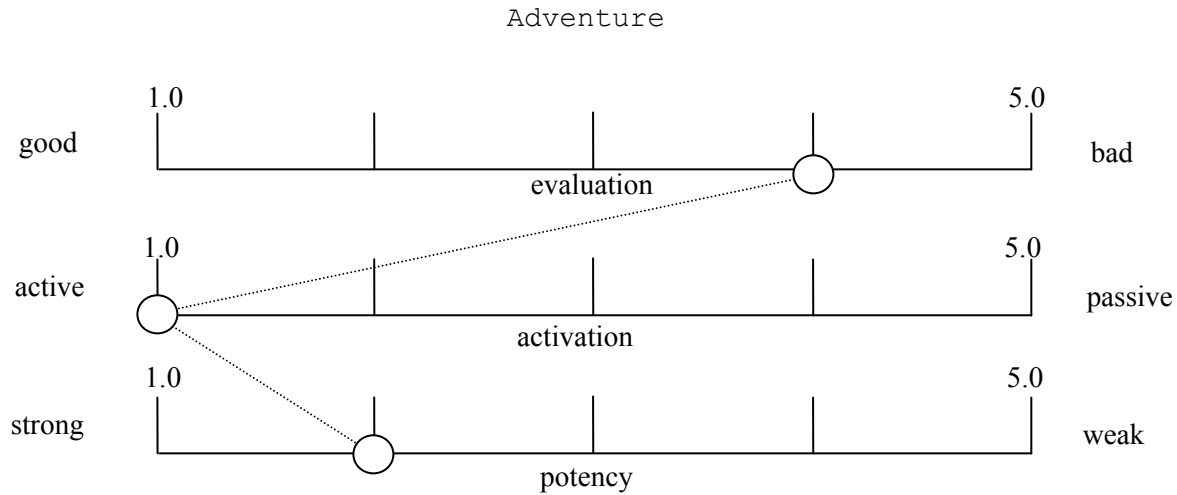 Adventure
1.0 5.0
good bad
evaluation
1.0 5.0
active passive
activation
1.0 5.0
strong weak
potency